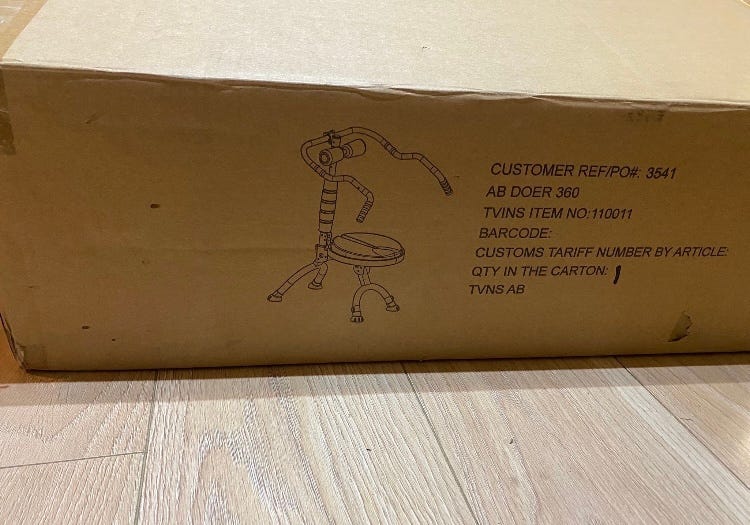 CUSTOMER REF/PO#: 3541
AB DOER 360
TVINS ITEM NO:110011
BARCODE:
CUSTOMS TARIFF NUMBER BY ARTICLE:
QTY IN THE CARTON: 1
TVNS AB